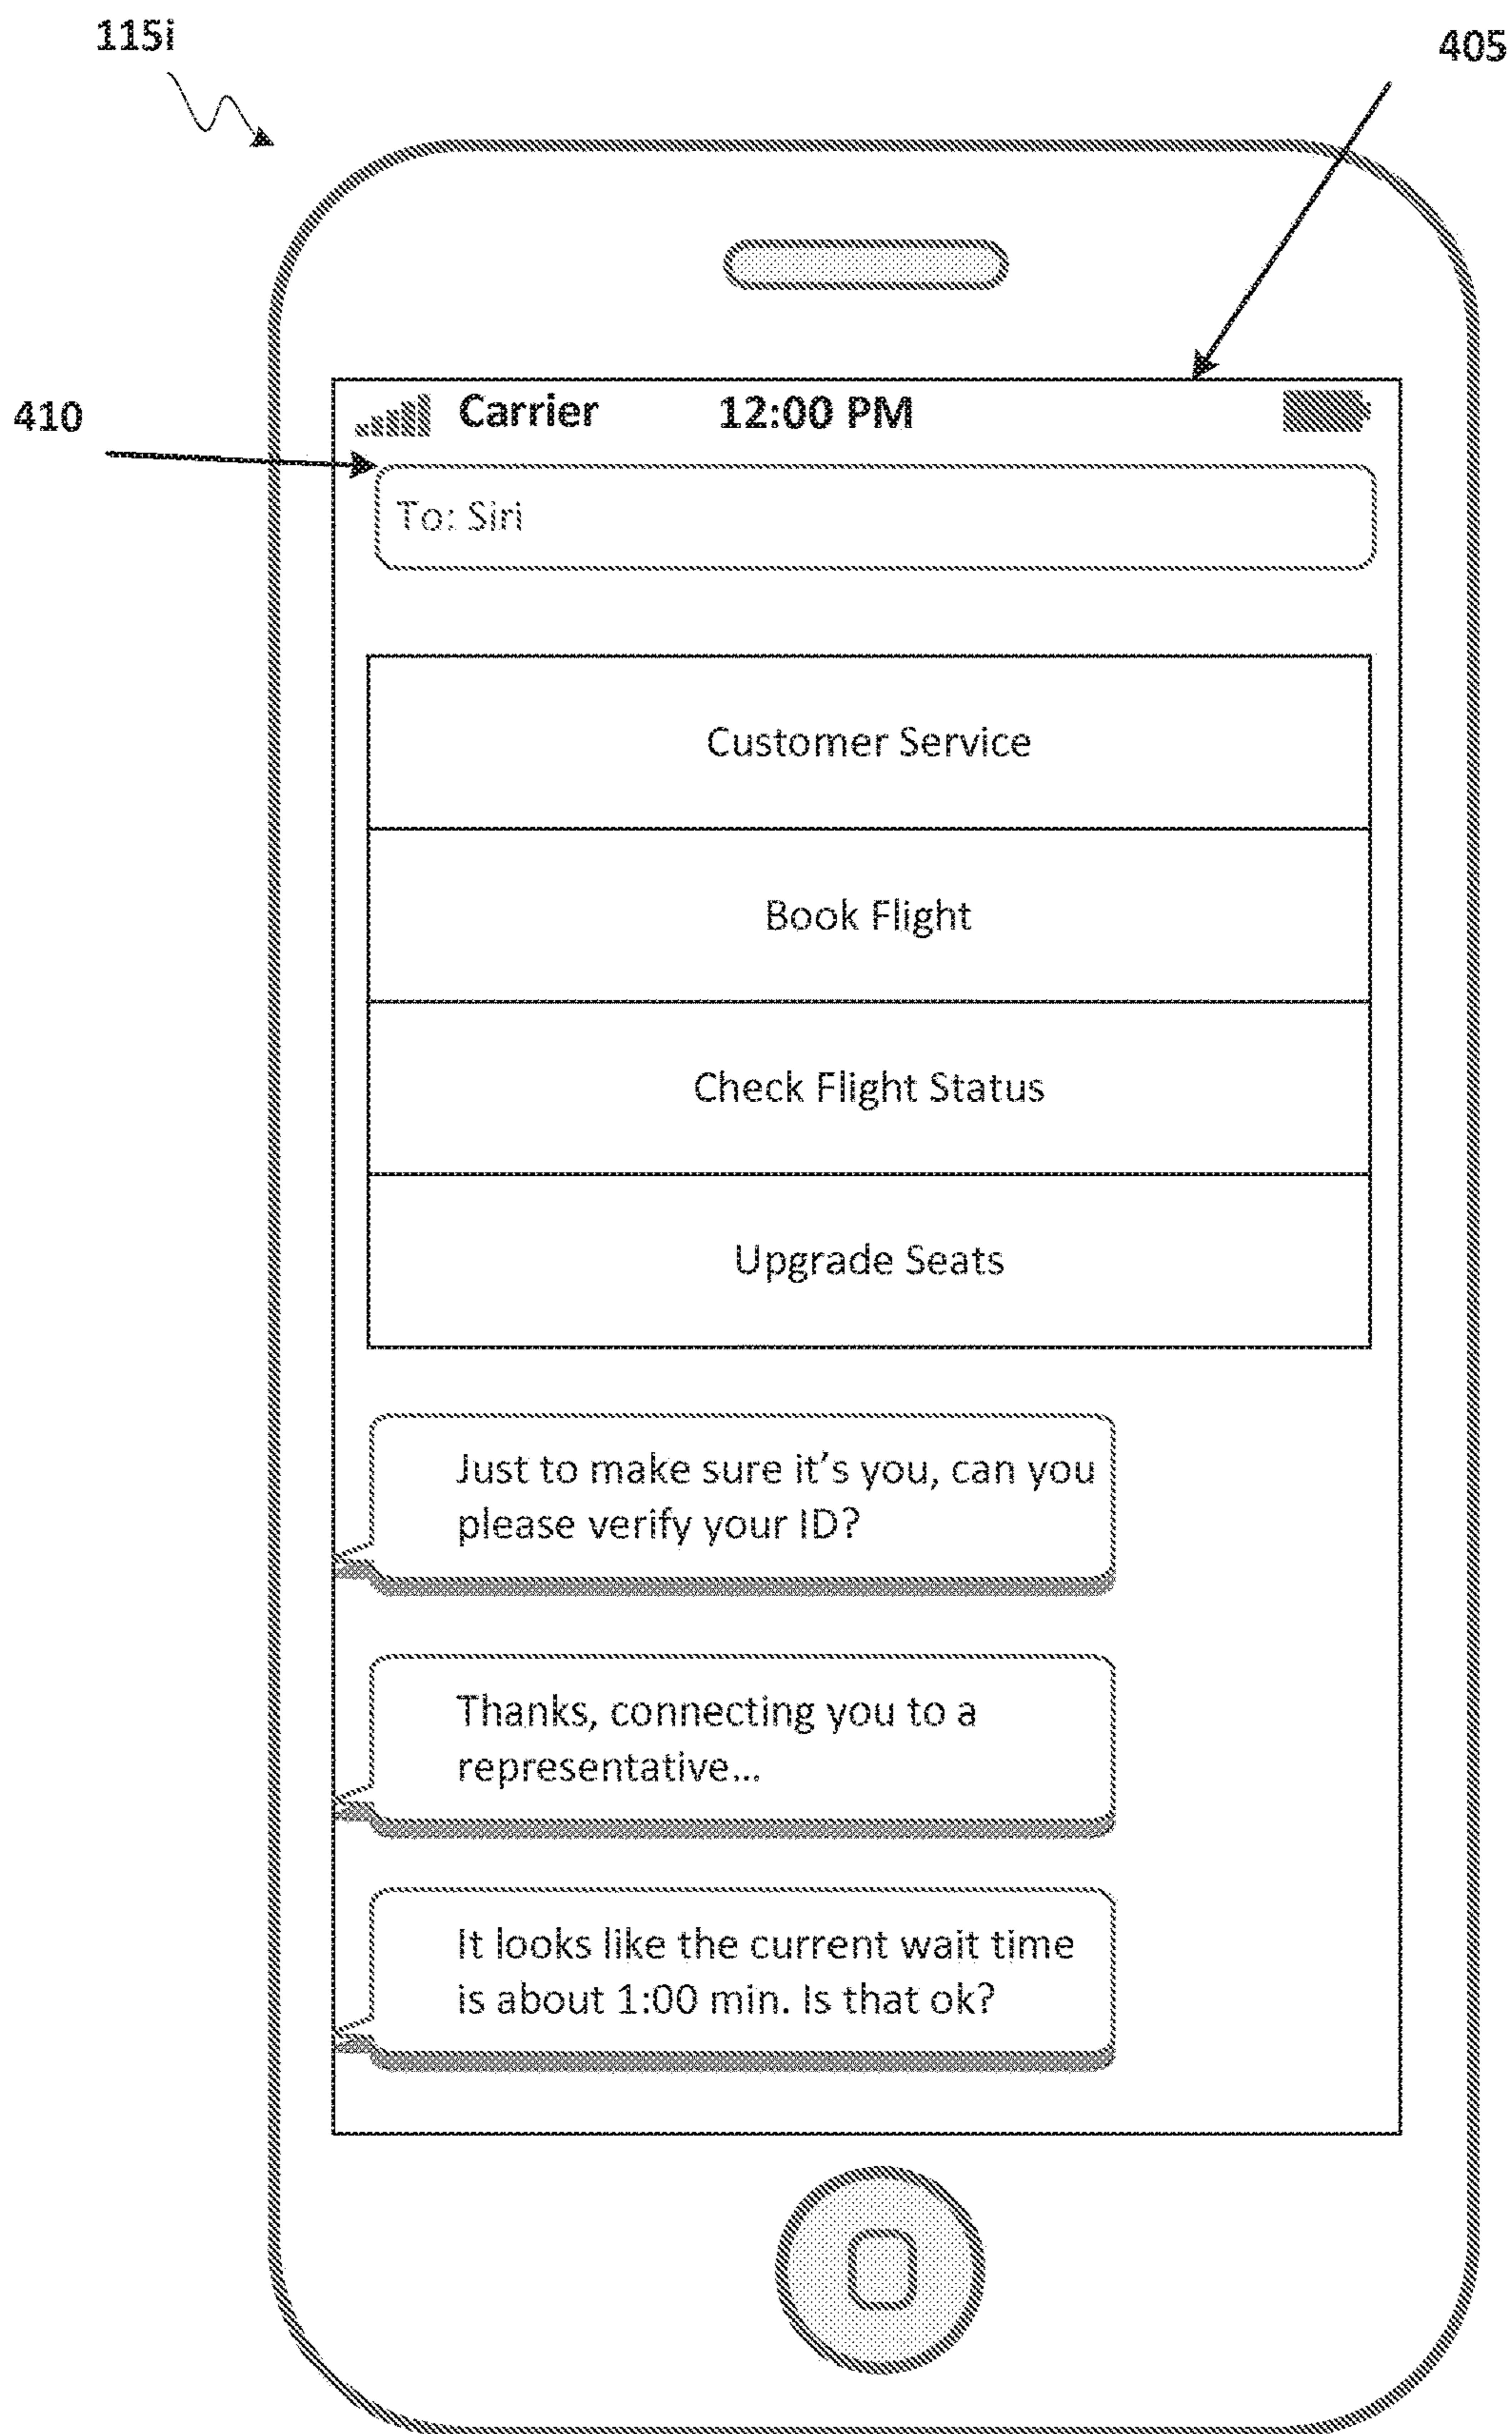 115i
405
410
Carrier 12:00 PM
To: Siri
Customer Service
Book Flight
Check Flight Status
Upgrade Seats
Just to make sure it’s you, can you
please verify your ID?
Thanks, connecting you to a
representative...
It looks like the current wait time
is about 1:00 min. Is that ok?